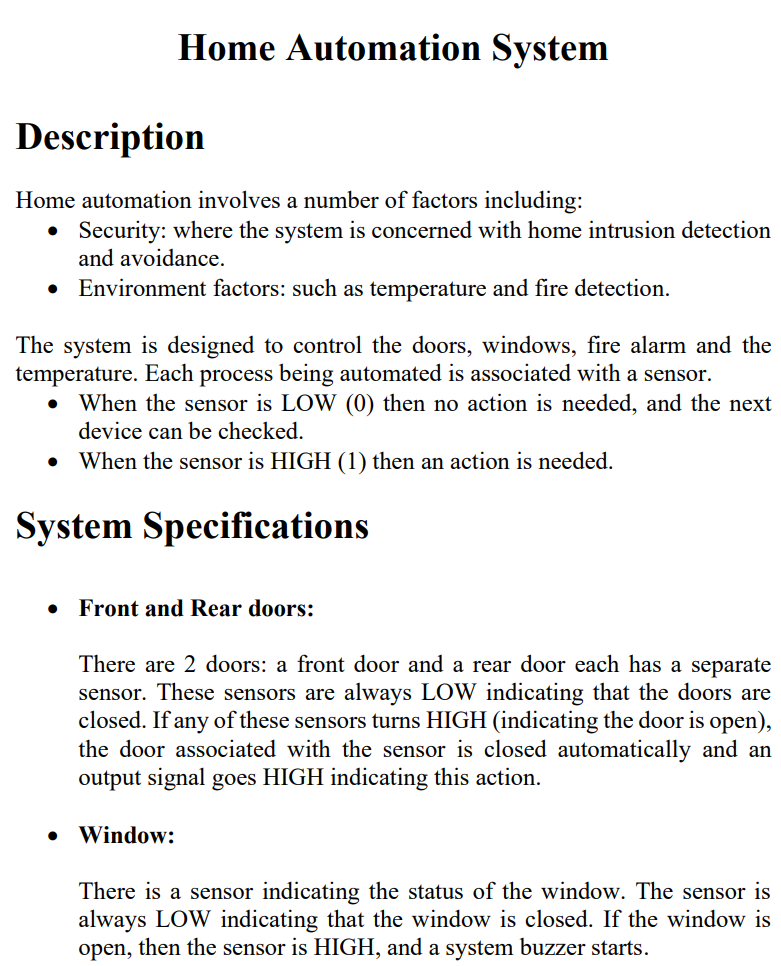 Home Automation System
Description
Home automation involves a number of factors including:
• Security: where the system is concerned with home intrusion detection
and avoidance.
• Environment factors: such as temperature and fire detection.
The system is designed to control the doors, windows, fire alarm and the
temperature. Each process being automated is associated with a sensor.
• When the sensor is LOW (0) then no action is needed, and the next
device can be checked.
• When the sensor is HIGH (1) then an action is needed.
System Specifications
• Front and Rear doors:
There are 2 doors: a front door and a rear door each has a separate
sensor. These sensors are always LOW indicating that the doors are
closed. If any of these sensors turns HIGH (indicating the door is open),
the door associated with the sensor is closed automatically and an
output signal goes HIGH indicating this action.
• Window:
There is a sensor indicating the status of the window. The sensor is
always LOW indicating that the window is closed. If the window is
open, then the sensor is HIGH, and a system buzzer starts.